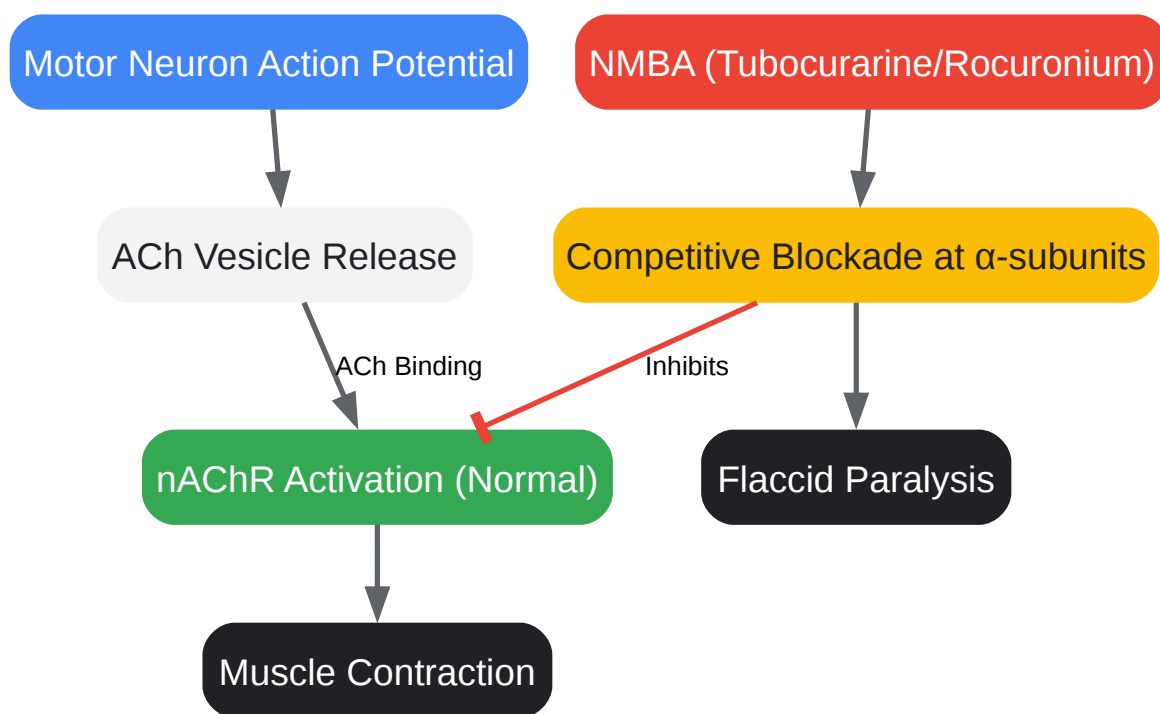 Motor Neuron Action Potential
NMBA (Tubocurarine/Rocuronium)
ACh Vesicle Release
Competitive Blockade at α-subunits
ACh Binding
Inhibits
nAChR Activation (Normal)
Flaccid Paralysis
Muscle Contraction